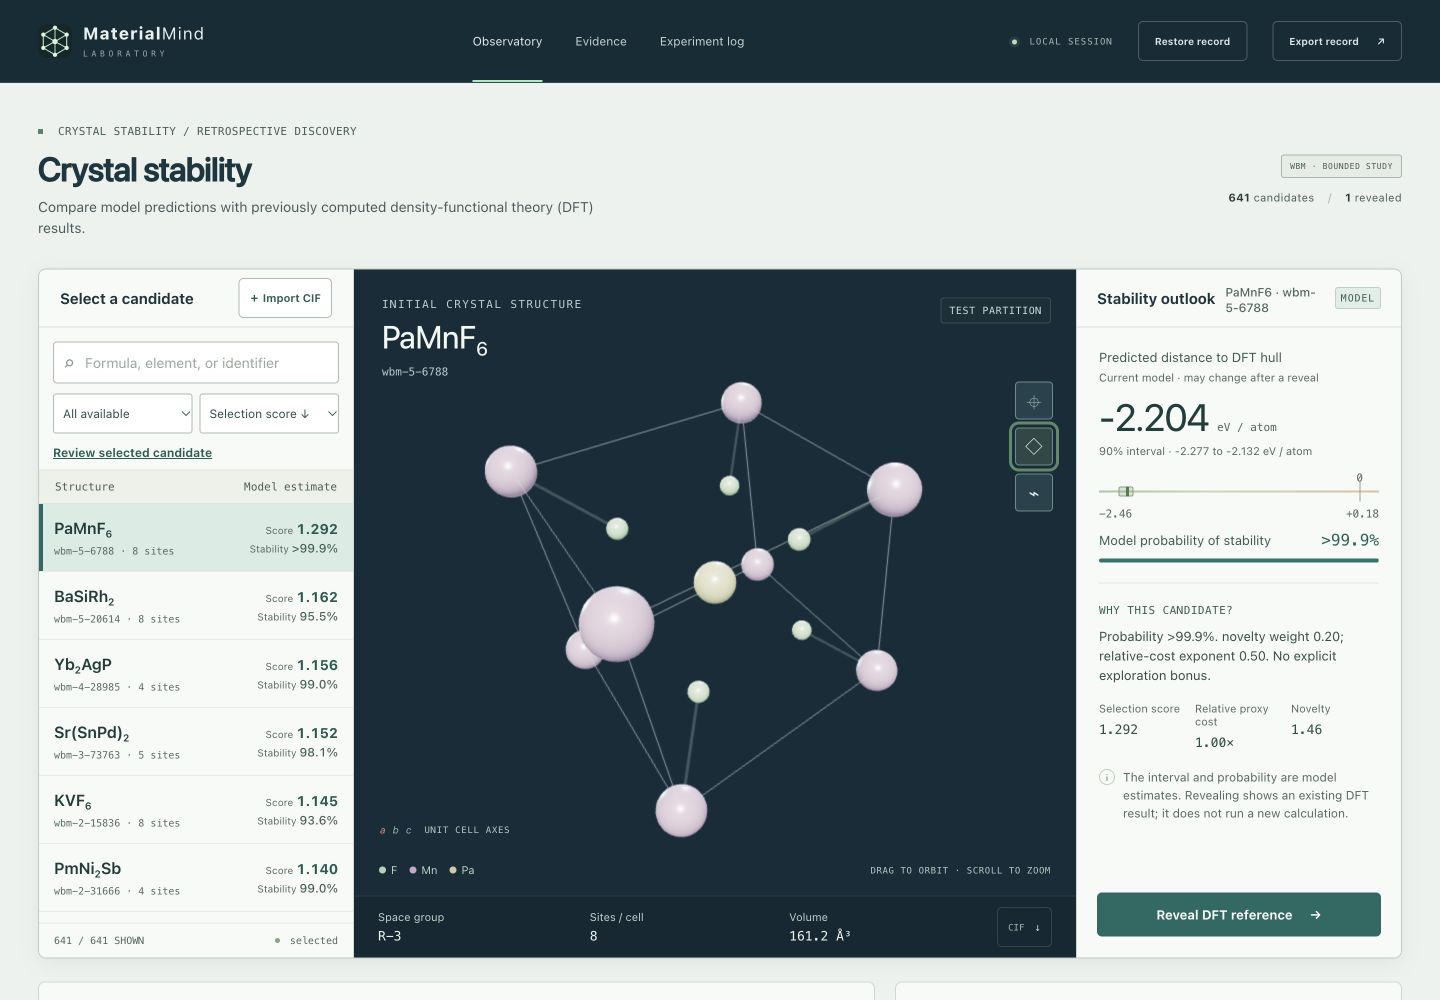 MaterialMind
LABORATORY
Observatory
Evidence
Experiment log
LOCAL SESSION
Restore record
Export record ↗
CRYSTAL STABILITY / RETROSPECTIVE DISCOVERY
Crystal stability
Compare model predictions with previously computed density-functional theory (DFT)
results.
WBM · BOUNDED STUDY
641 candidates / 1 revealed
Select a candidate
+ Import CIF
Formula, element, or identifier
All available
Selection score ↓
Review selected candidate
Structure Model estimate
PaMnF6 Score 1.292
wbm-5-6788 · 8 sites Stability >99.9%
BaSiRh2 Score 1.162
wbm-5-20614 · 8 sites Stability 95.5%
Yb2AgP Score 1.156
wbm-4-28985 · 4 sites Stability 99.0%
Sr(SnPd)2 Score 1.152
wbm-3-73763 · 5 sites Stability 98.1%
KVF6 Score 1.145
wbm-2-15836 · 8 sites Stability 93.6%
PmNi2Sb Score 1.140
wbm-2-31666 · 4 sites Stability 99.0%
641 / 641 SHOWN selected
INITIAL CRYSTAL STRUCTURE
PaMnF6
wbm-5-6788
TEST PARTITION
a b c UNIT CELL AXES
F Mn Pa
DRAG TO ORBIT · SCROLL TO ZOOM
Space group
R-3
Sites / cell
8
Volume
161.2 Å³
CIF ↓
Stability outlook
PaMnF6 · wbm-
5-6788
MODEL
Predicted distance to DFT hull
Current model · may change after a reveal
-2.204 eV / atom
90% interval · -2.277 to -2.132 eV / atom
0
−2.46 +0.18
Model probability of stability >99.9%
WHY THIS CANDIDATE?
Probability >99.9%. novelty weight 0.20;
relative-cost exponent 0.50. No explicit
exploration bonus.
Selection score
1.292
Relative proxy
cost
1.00×
Novelty
1.46
The interval and probability are model
estimates. Revealing shows an existing DFT
result; it does not run a new calculation.
Reveal DFT reference →